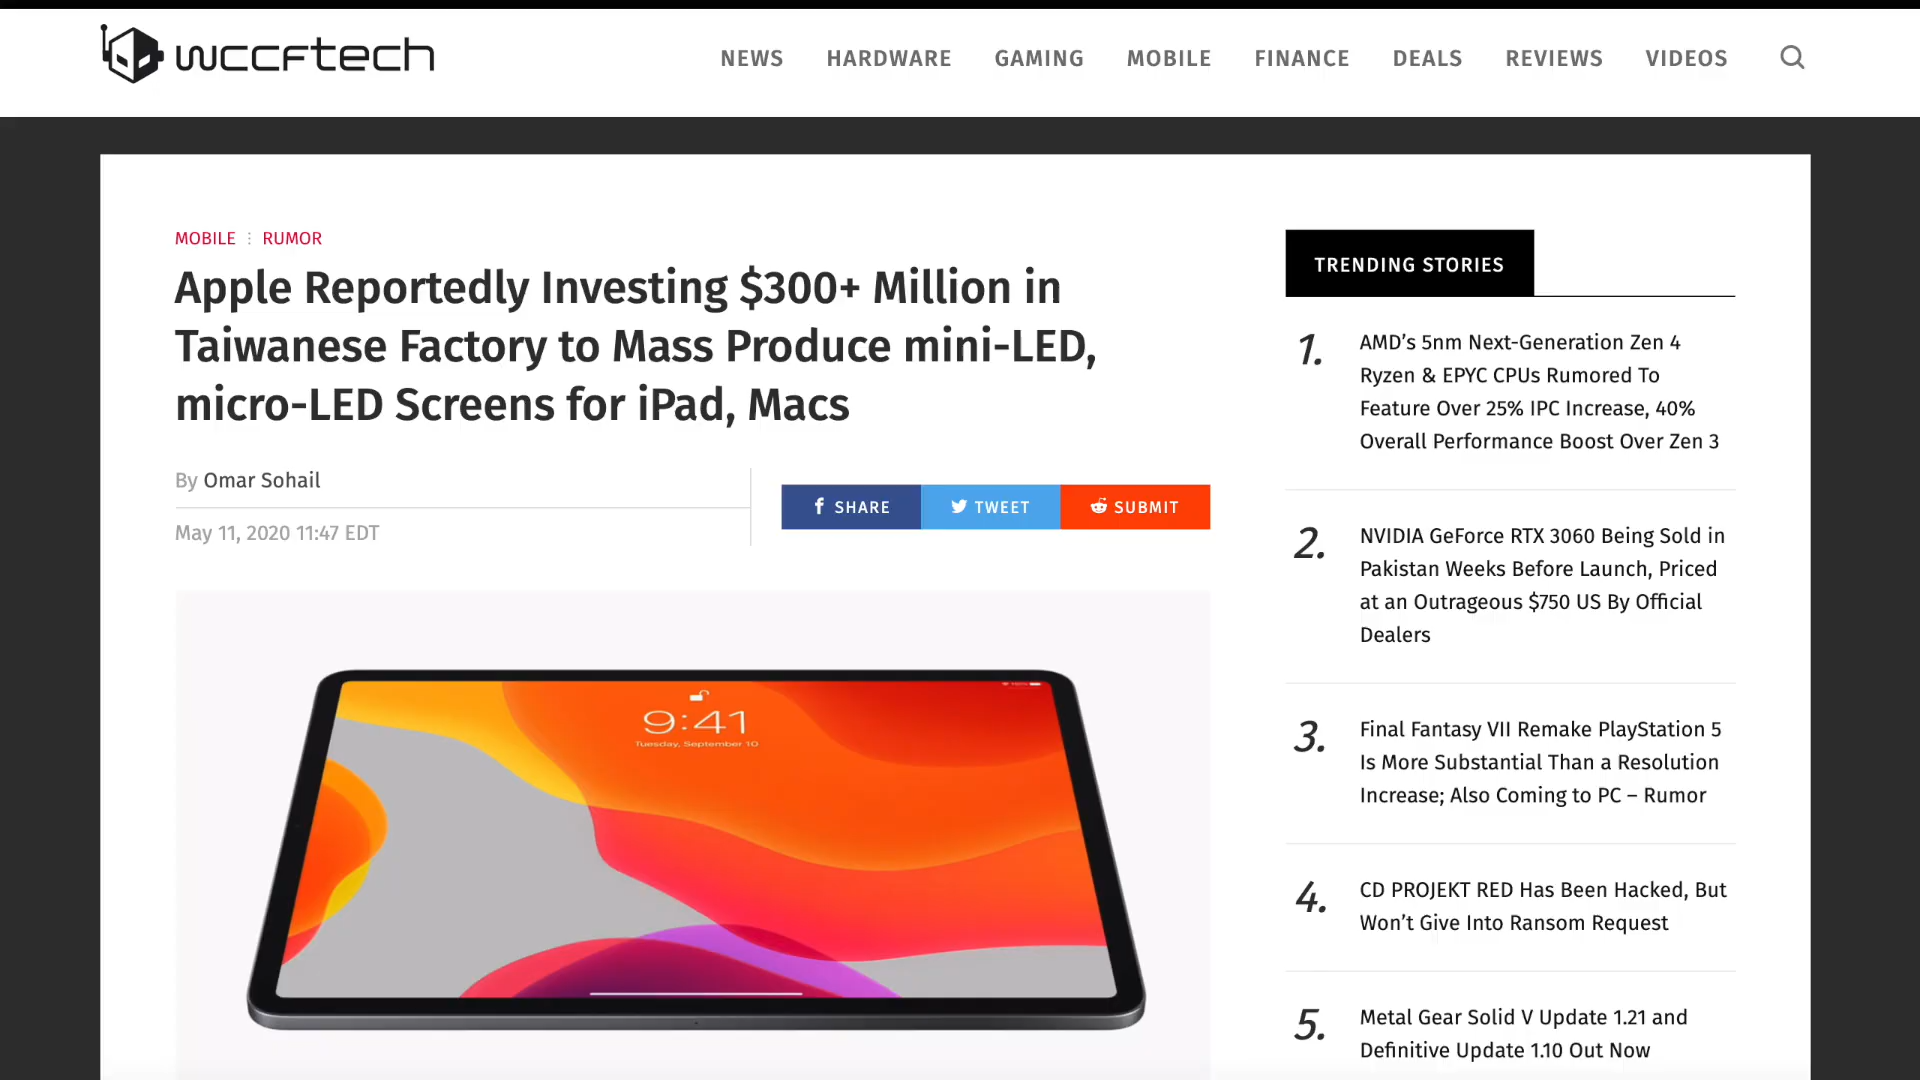 wccftech
NEWS HARDWARE GAMING MOBILE FINANCE DEALS REVIEWS VIDEOS
MOBILE ⋮ RUMOR
Apple Reportedly Investing $300+ Million in
Taiwanese Factory to Mass Produce mini-LED,
micro-LED Screens for iPad, Macs
By Omar Sohail
May 11, 2020 11:47 EDT
SHARE TWEET SUBMIT
9:41
Tuesday, September 10
TRENDING STORIES
1.
AMD’s 5nm Next-Generation Zen 4
Ryzen & EPYC CPUs Rumored To
Feature Over 25% IPC Increase, 40%
Overall Performance Boost Over Zen 3
2.
NVIDIA GeForce RTX 3060 Being Sold in
Pakistan Weeks Before Launch, Priced
at an Outrageous $750 US By Official
Dealers
3.
Final Fantasy VII Remake PlayStation 5
Is More Substantial Than a Resolution
Increase; Also Coming to PC – Rumor
4.
CD PROJEKT RED Has Been Hacked, But
Won’t Give Into Ransom Request
5.
Metal Gear Solid V Update 1.21 and
Definitive Update 1.10 Out Now